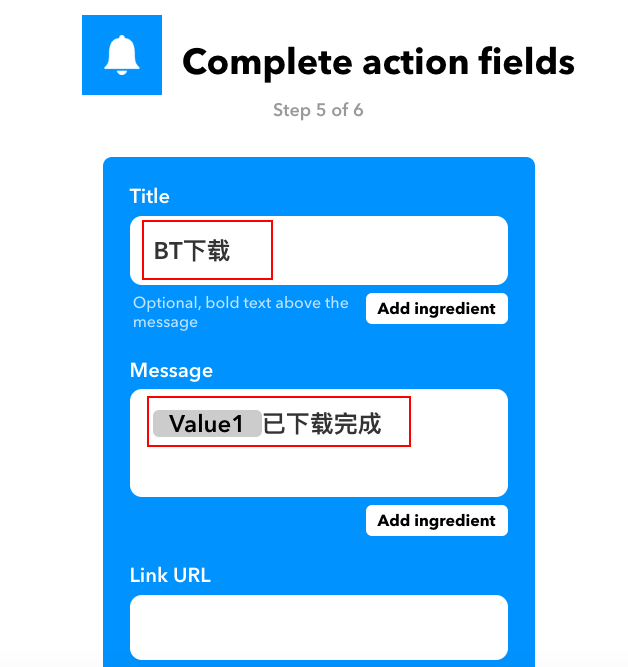 Complete action fields
Step 5 of 6
Title
BT下载
Optional, bold text above the
message
Add ingredient
Message
Value1 已下载完成
Add ingredient
Link URL